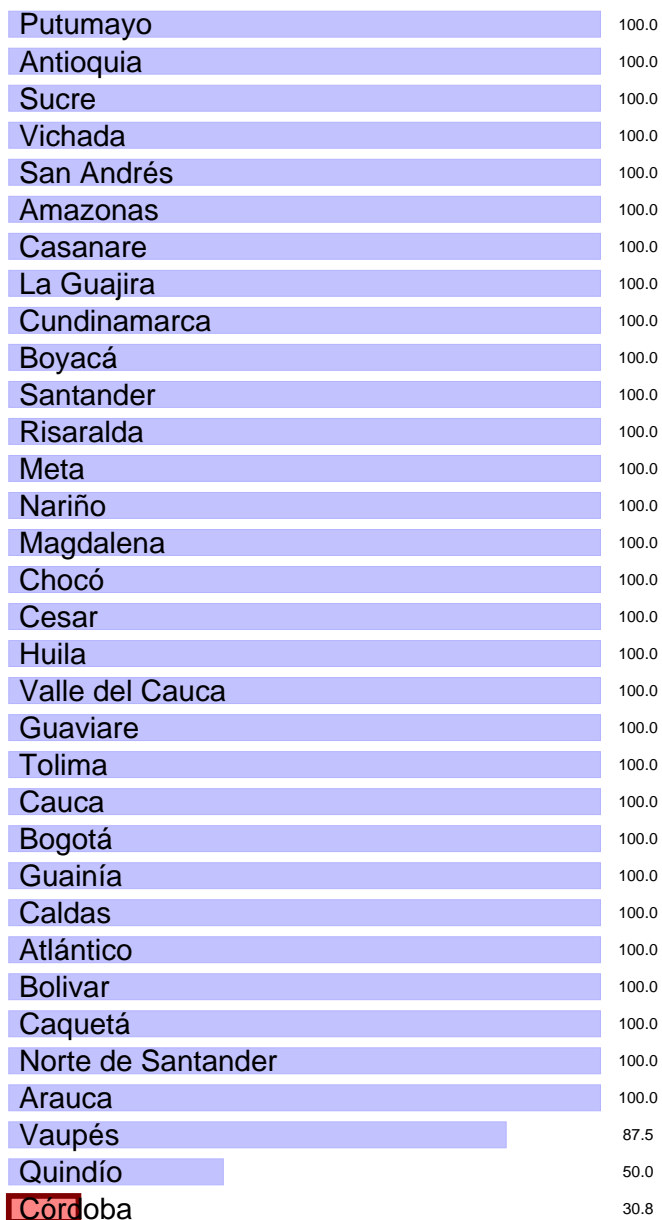 Putumayo 100.0
Antioquia 100.0
Sucre 100.0
Vichada 100.0
San Andrés 100.0
Amazonas 100.0
Casanare 100.0
La Guajira 100.0
Cundinamarca 100.0
Boyacá 100.0
Santander 100.0
Risaralda 100.0
Meta 100.0
Nariño 100.0
Magdalena 100.0
Chocó 100.0
Cesar 100.0
Huila 100.0
Valle del Cauca 100.0
Guaviare 100.0
Tolima 100.0
Cauca 100.0
Bogotá 100.0
Guainía 100.0
Caldas 100.0
Atlántico 100.0
Bolivar 100.0
Caquetá 100.0
Norte de Santander 100.0
Arauca 100.0
Vaupés 87.5
Quindío 50.0
Córdoba 30.8